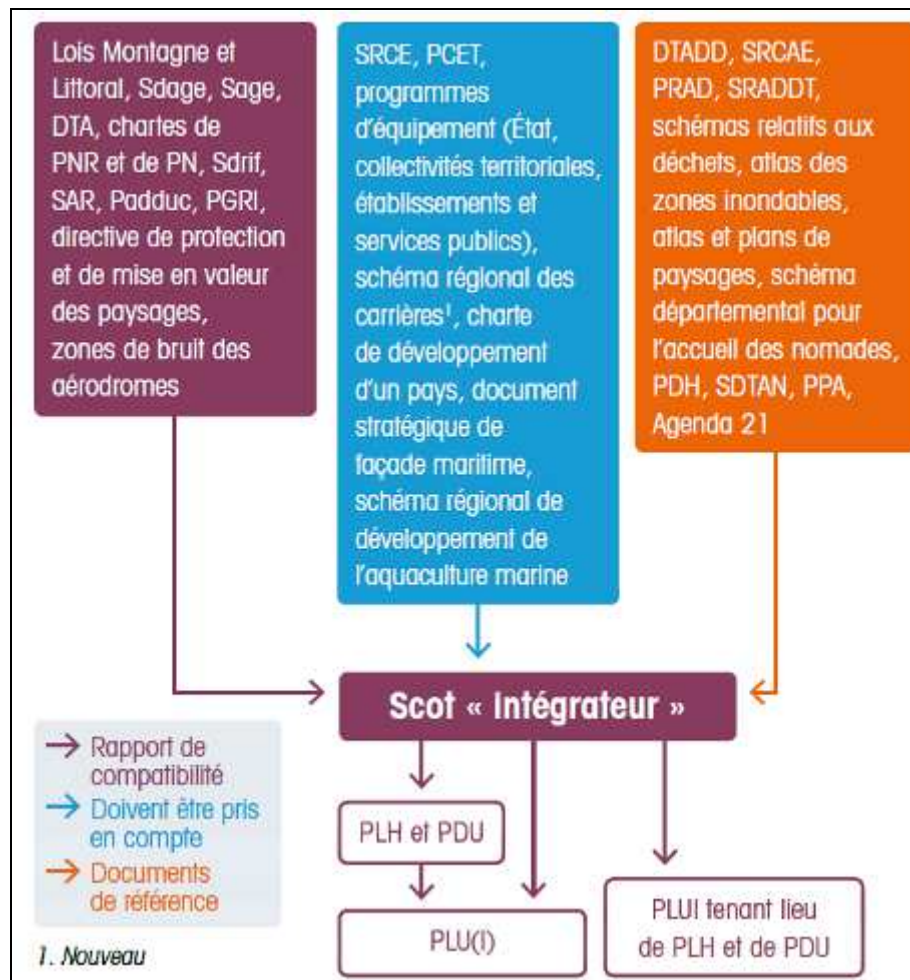 Lois Montagne et
Littoral, Sdage, Sage,
DTA, chartes de
PNR et de PN, Sdrif,
SAR, Padduc, PGRI,
directive de protection
et de mise en valeur
des paysages,
zones de bruit des
aérodromes
SRCE, PCET,
programmes
d'équipement (État,
collectivités territoriales,
établissements et
services publics),
schéma régional des
carrières¹, charte
de développement
d'un pays, document
stratégique de
façade maritime,
schéma régional de
développement de
l'aquaculture marine
DTADD, SRCAE,
PRAD, SRADDT,
schémas relatifs aux
déchets, atlas des
zones inondables,
atlas et plans de
paysages, schéma
départemental pour
l'accueil des nomades,
PDH, SDTAN, PPA,
Agenda 21
Scot « intégrateur »
Rapport de
compatibilité
Doivent être pris
en compte
Documents
de référence
1. Nouveau
PLH et PDU
PLU(I)
PLUI tenant lieu
de PLH et de PDU